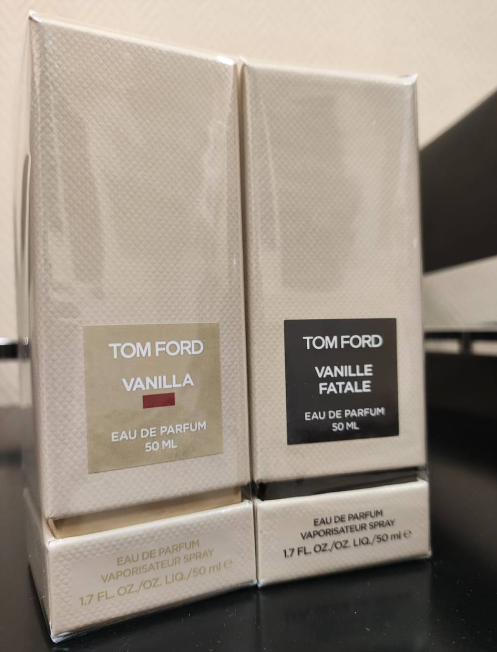 TOM FORD
VANILLA
EAU DE PARFUM
50 ML
EAU DE PARFUM
VAPORISATEUR SPRAY
1.7 FL. OZ./OZ. LIQ./50 ml e
TOM FORD
VANILLE
FATALE
EAU DE PARFUM
50 ML
EAU DE PARFUM
VAPORISATEUR SPRAY
1.7 FL. OZ./OZ. LIQ./50 ml e